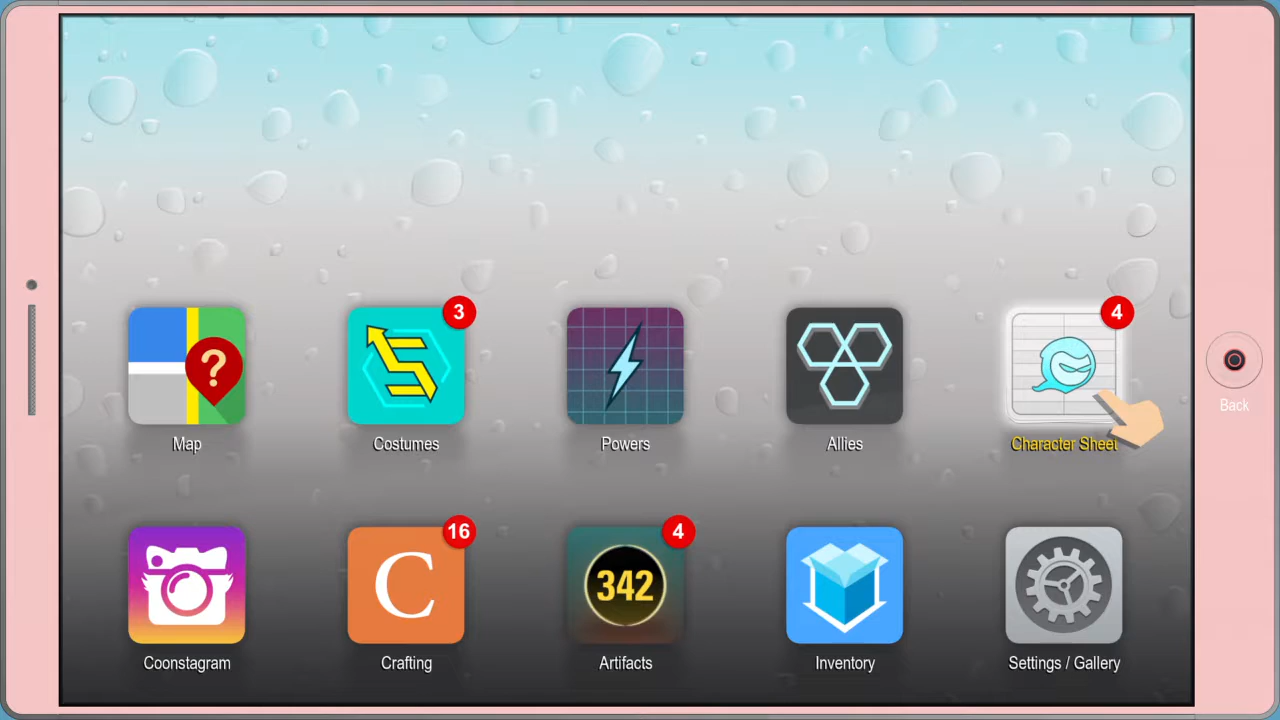 3
4
?
Map
Costumes
Powers
Allies
Character Sheet
Back
16
4
C
342
Coonstagram
Crafting
Artifacts
Inventory
Settings / Gallery